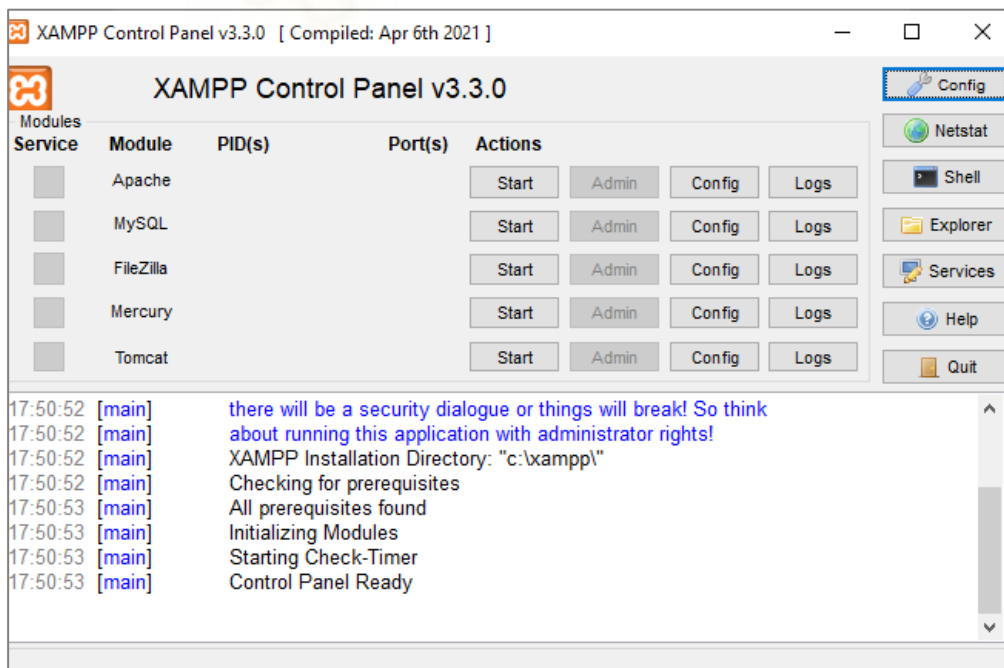 XAMPP Control Panel v3.3.0 [ Compiled: Apr 6th 2021 ]
XAMPP Control Panel v3.3.0
Config
Netstat
Shell
Explorer
Services
Help
Quit
Modules
Service Module PID(s) Port(s) Actions
Apache Start Admin Config Logs
MySQL Start Admin Config Logs
FileZilla Start Admin Config Logs
Mercury Start Admin Config Logs
Tomcat Start Admin Config Logs
17:50:52 [main] there will be a security dialogue or things will break! So think
17:50:52 [main] about running this application with administrator rights!
17:50:52 [main] XAMPP Installation Directory: "c:\xampp\"
17:50:52 [main] Checking for prerequisites
17:50:53 [main] All prerequisites found
17:50:53 [main] Initializing Modules
17:50:53 [main] Starting Check-Timer
17:50:53 [main] Control Panel Ready